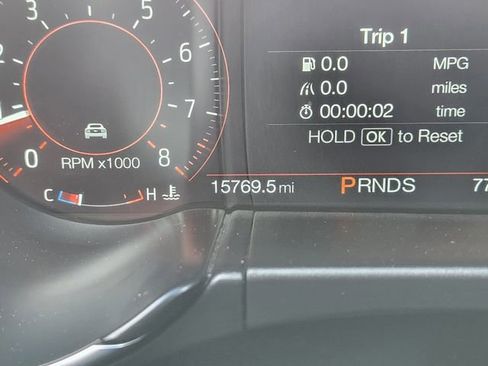 Trip 1
0.0 MPG
0.0 miles
00:00:02 time
HOLD OK to Reset
5
6
7
8
0
RPM x1000
C H
15769.5 mi
PRNDS
77